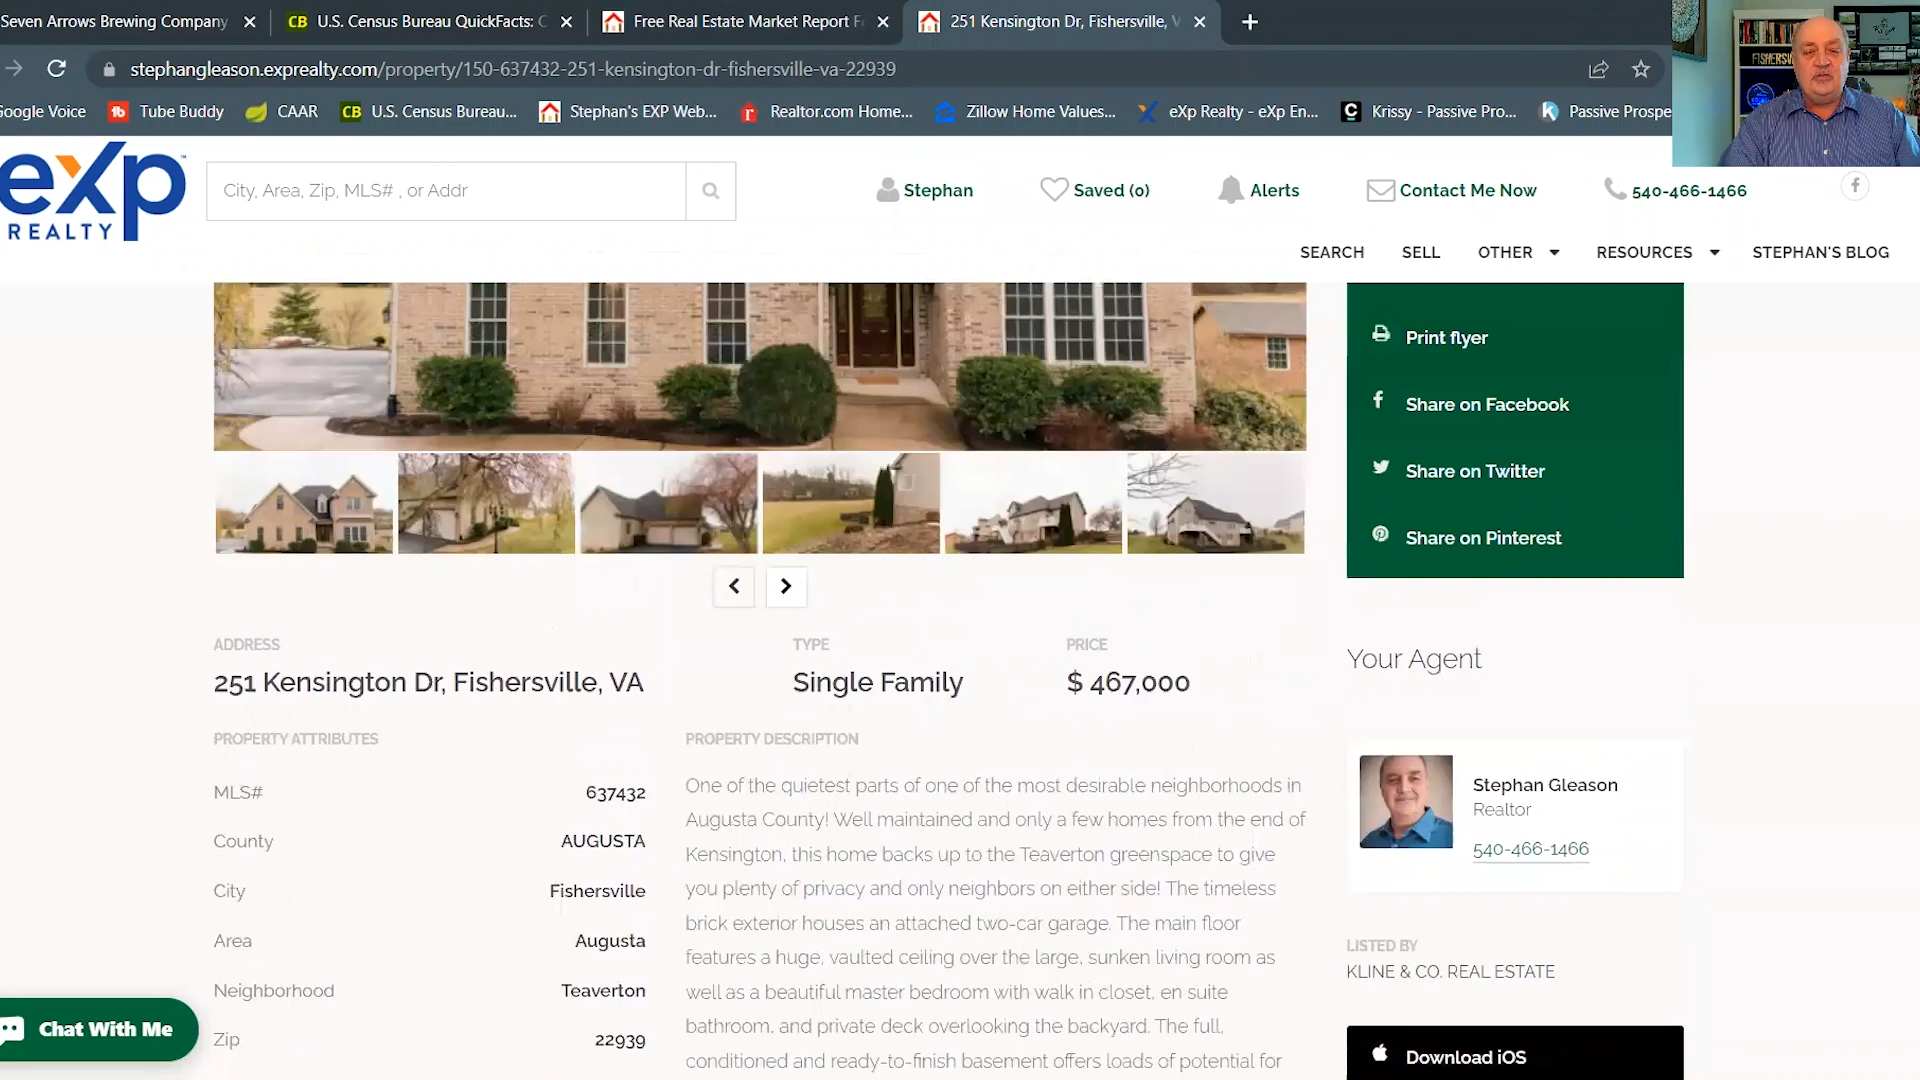 Seven Arrows Brewing Company
CB U.S. Census Bureau QuickFacts: C
Free Real Estate Market Report F
251 Kensington Dr, Fishersville, V
stephangleason.exprealty.com/property/150-637432-251-kensington-dr-fishersville-va-22939
Google Voice
tb Tube Buddy
CAAR
CB U.S. Census Bureau...
Stephan's EXP Web...
r Realtor.com Home...
Zillow Home Values...
eXp Realty - eXp En...
Krissy - Passive Pro...
Passive Prospe
eXp
REALTY
City, Area, Zip, MLS# , or Addr
Stephan
Saved (0)
Alerts
Contact Me Now
540-466-1466
SEARCH
SELL
OTHER
RESOURCES
STEPHAN'S BLOG
Print flyer
Share on Facebook
Share on Twitter
Share on Pinterest
ADDRESS
251 Kensington Dr, Fishersville, VA
TYPE
Single Family
PRICE
$ 467,000
PROPERTY ATTRIBUTES
MLS# 637432
County AUGUSTA
City Fishersville
Area Augusta
Neighborhood Teaverton
Zip 22939
PROPERTY DESCRIPTION
One of the quietest parts of one of the most desirable neighborhoods in
Augusta County! Well maintained and only a few homes from the end of
Kensington, this home backs up to the Teaverton greenspace to give
you plenty of privacy and only neighbors on either side! The timeless
brick exterior houses an attached two-car garage. The main floor
features a huge, vaulted ceiling over the large, sunken living room as
well as a beautiful master bedroom with walk in closet, en suite
bathroom, and private deck overlooking the backyard. The full,
conditioned and ready-to-finish basement offers loads of potential for
Your Agent
Stephan Gleason
Realtor
540-466-1466
LISTED BY
KLINE & CO. REAL ESTATE
Download iOS
Chat With Me